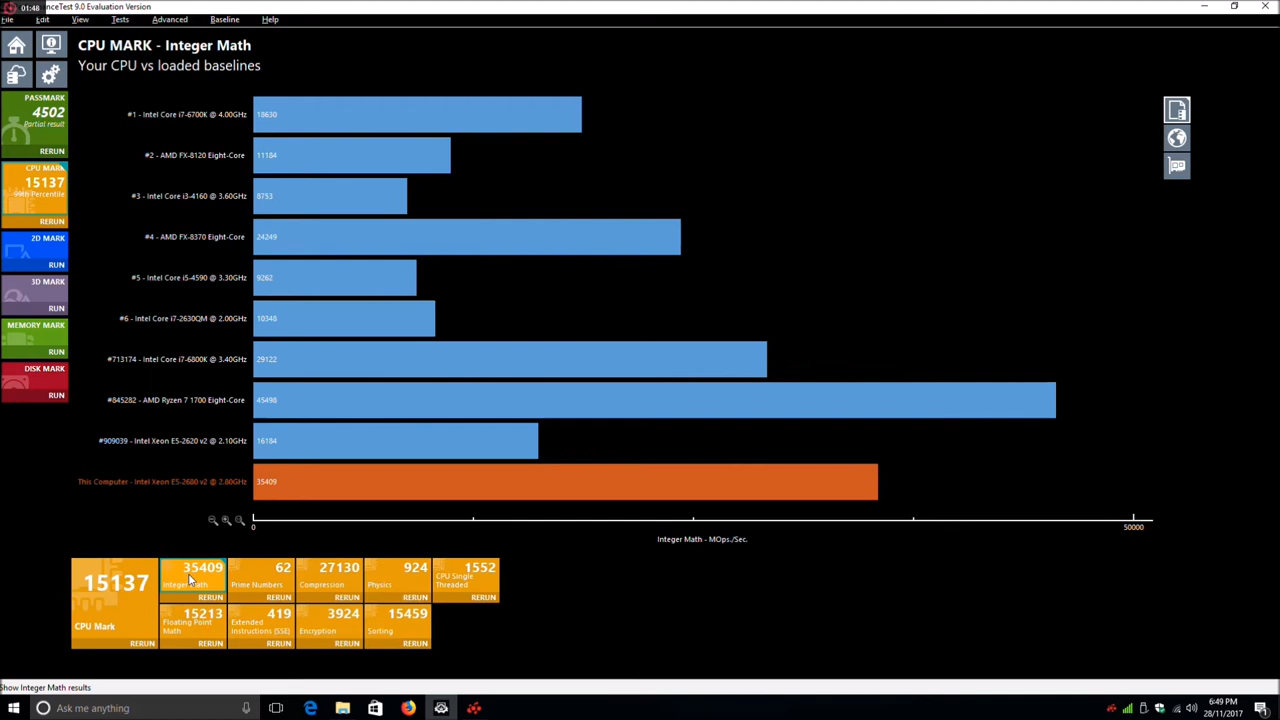 01:48
nceTest 9.0 Evaluation Version
File Edit View Tests Advanced Baseline Help
CPU MARK - Integer Math
Your CPU vs loaded baselines
PASSMARK
4502
Partial result
RERUN
CPU MARK
15137
99th Percentile
RERUN
2D MARK
RUN
3D MARK
RUN
MEMORY MARK
RUN
DISK MARK
RUN
#1 - Intel Core i7-6700K @ 4.00GHz 18630
#2 - AMD FX-8120 Eight-Core 11184
#3 - Intel Core i3-4160 @ 3.60GHz 8753
#4 - AMD FX-8370 Eight-Core 24249
#5 - Intel Core i5-4590 @ 3.30GHz 9262
#6 - Intel Core i7-2630QM @ 2.00GHz 10348
#713174 - Intel Core i7-6800K @ 3.40GHz 29122
#845282 - AMD Ryzen 7 1700 Eight-Core 45498
#909039 - Intel Xeon E5-2620 v2 @ 2.10GHz 16184
This Computer - Intel Xeon E5-2680 v2 @ 2.80GHz 35409
0 50000
Integer Math - MOps./Sec.
15137
CPU Mark
RERUN
35409
Integer Math
RERUN
62
Prime Numbers
RERUN
27130
Compression
RERUN
924
Physics
RERUN
1552
CPU Single
Threaded
RERUN
15213
Floating Point
Math
RERUN
419
Extended
Instructions (SSE)
RERUN
3924
Encryption
RERUN
15459
Sorting
RERUN
Show Integer Math results
Ask me anything
6:49 PM
28/11/2017